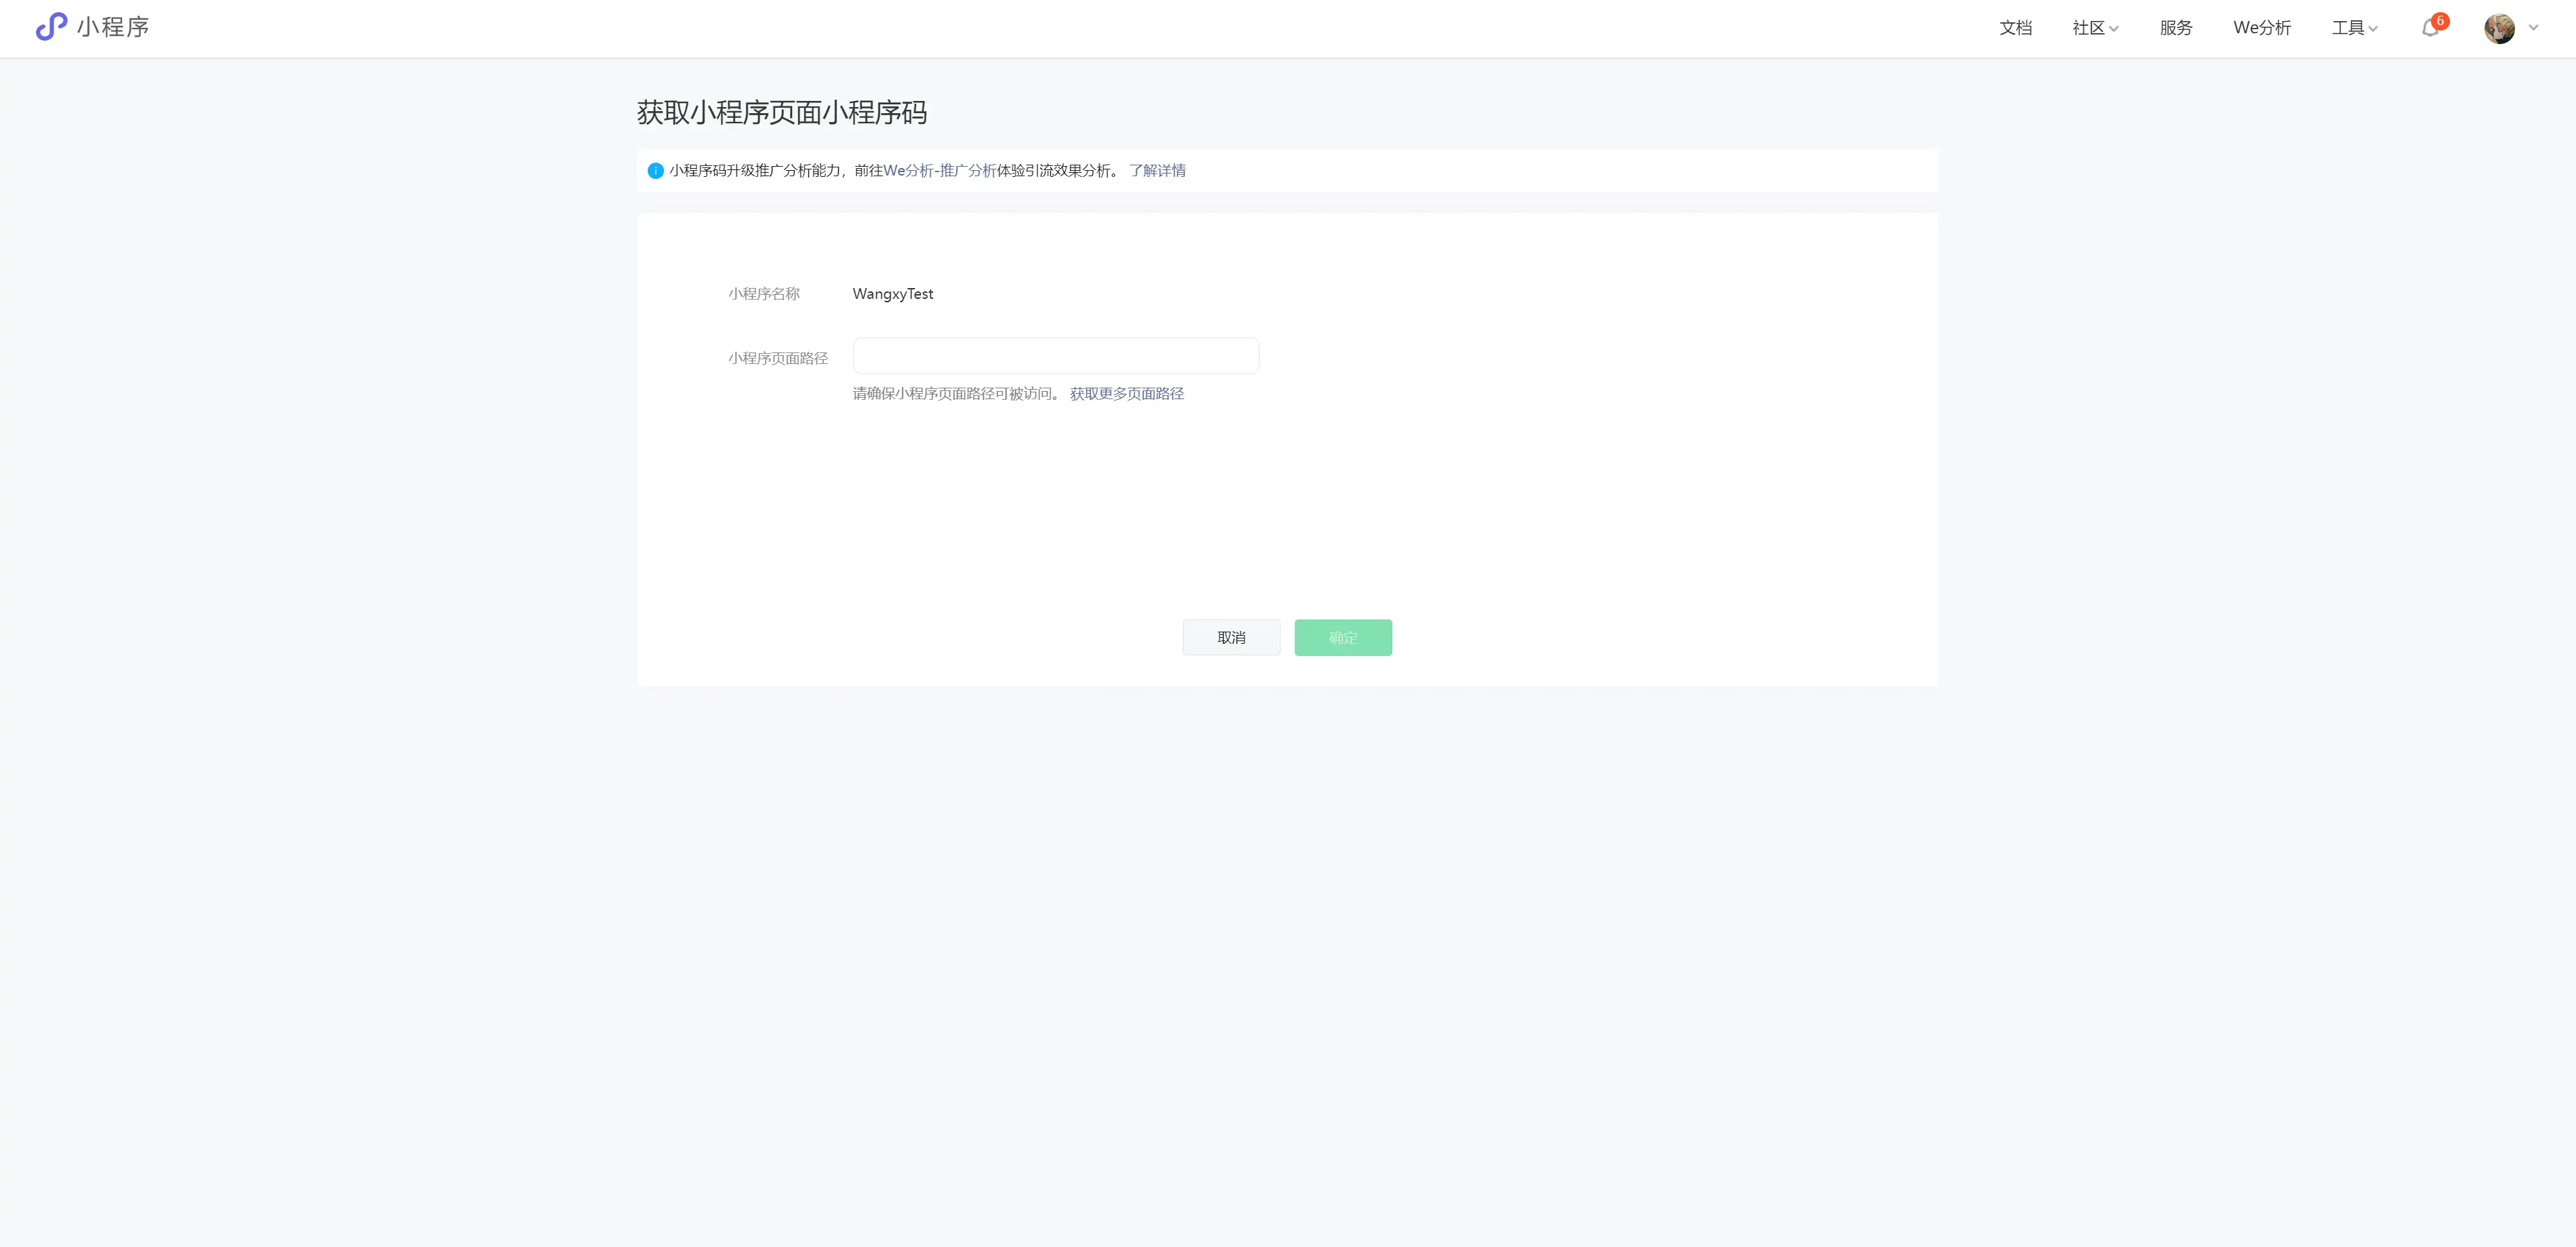 小程序 文档 社区 服务 We分析 工具 6
获取小程序页面小程序码
小程序码升级推广分析能力，前往We分析-推广分析体验引流效果分析。 了解详情
小程序名称 WangxyTest
小程序页面路径
请确保小程序页面路径可被访问。 获取更多页面路径
取消 确定